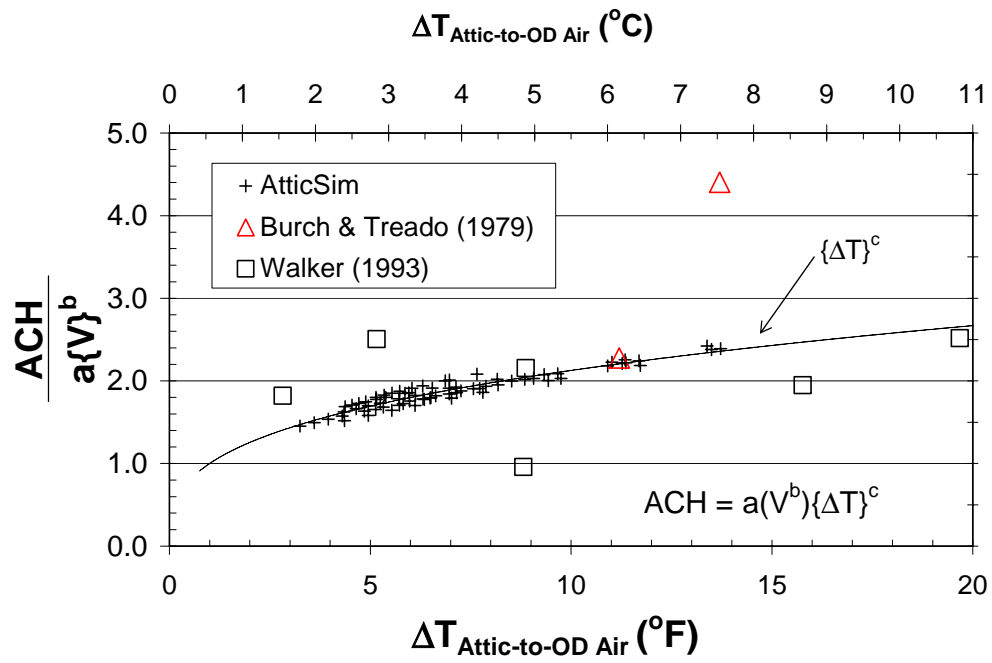 ΔT Attic-to-OD Air (°C)
0 1 2 3 4 5 6 7 8 9 10 11
5.0
4.0
3.0
2.0
1.0
0.0
ACH
a{V}^b
AtticSim
Burch & Treado (1979)
Walker (1993)
{ΔT}^c
ACH = a(V^b){ΔT}^c
0 5 10 15 20
ΔT Attic-to-OD Air (°F)